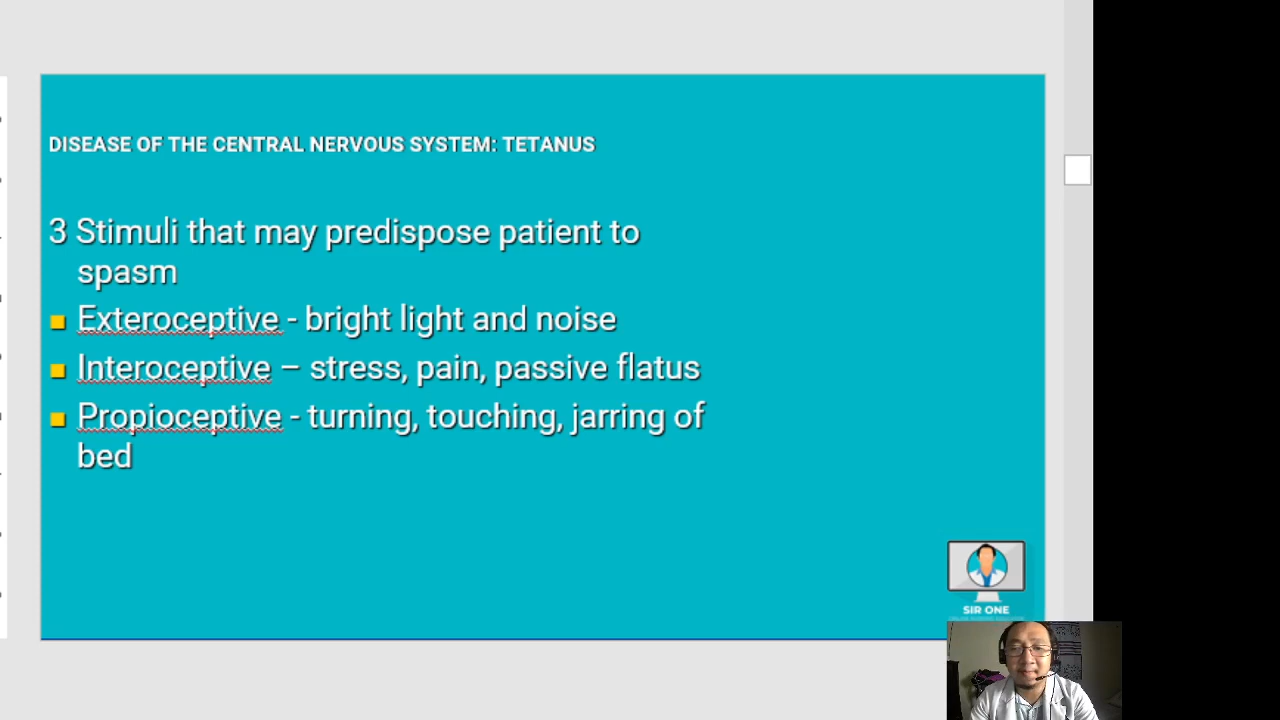 DISEASE OF THE CENTRAL NERVOUS SYSTEM: TETANUS
3 Stimuli that may predispose patient to
spasm
Exteroceptive - bright light and noise
Interoceptive – stress, pain, passive flatus
Propioceptive - turning, touching, jarring of
bed
SIR ONE